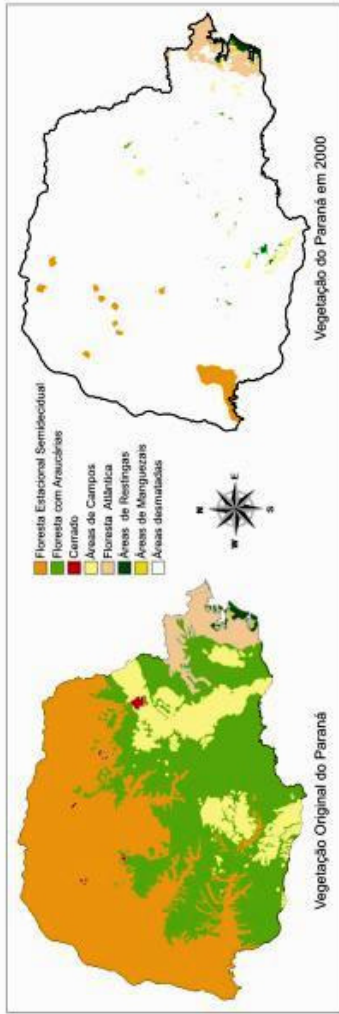 Vegetação Original do Paraná
Floresta Estacional Semidecidual
Floresta com Araucárias
Cerrado
Áreas de Campos
Floresta Atlântica
Áreas de Restingas
Áreas de Manguezais
Áreas desmatadas
N
W
E
S
Vegetação do Paraná em 2000